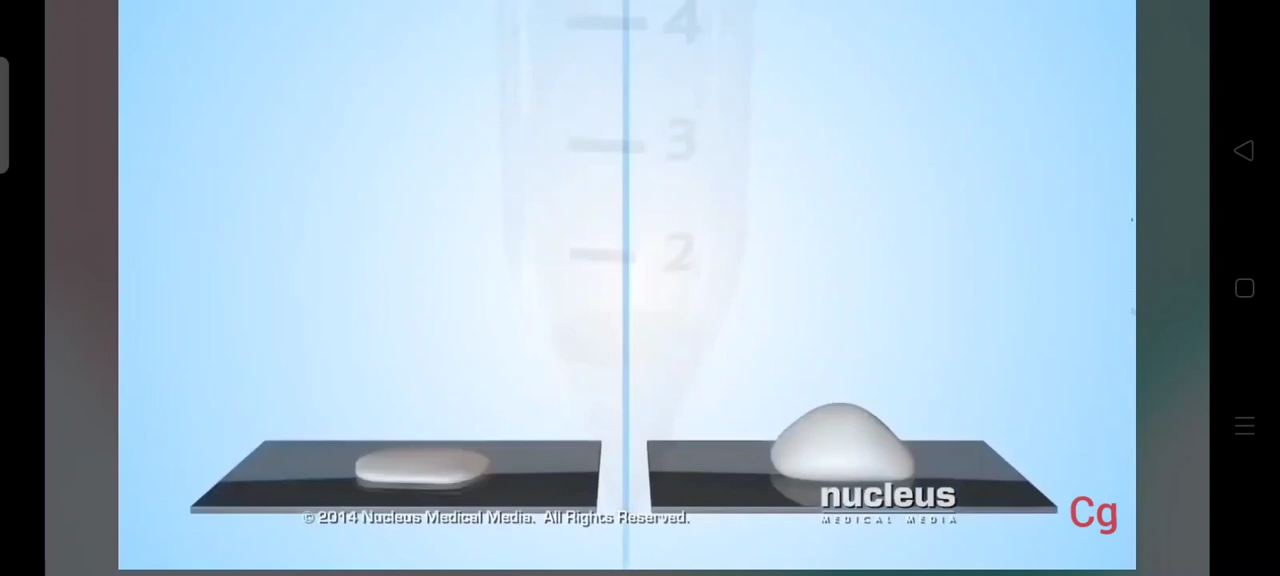 4
3
2
nucleus
MEDICAL MEDIA
© 2014 Nucleus Medical Media. All Rights Reserved.
Cg